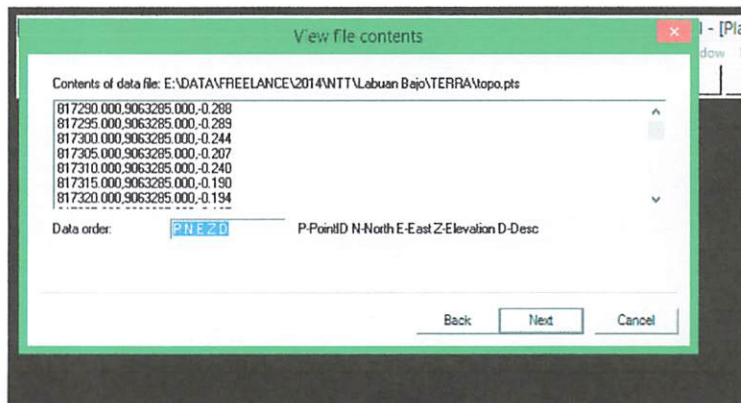 View file contents
l - [Pla
dow
Contents of data file: E:\DATA\FREELANCE\2014\NTT\Labuan Bajo\TERRA\topo.pts
817290.000,9063285.000,-0.288
817295.000,9063285.000,-0.289
817300.000,9063285.000,-0.244
817305.000,9063285.000,-0.207
817310.000,9063285.000,-0.240
817315.000,9063285.000,-0.190
817320.000,9063285.000,-0.194
Data order: P N E Z D P-PointID N-North E-East Z-Elevation D-Desc
Back Next Cancel